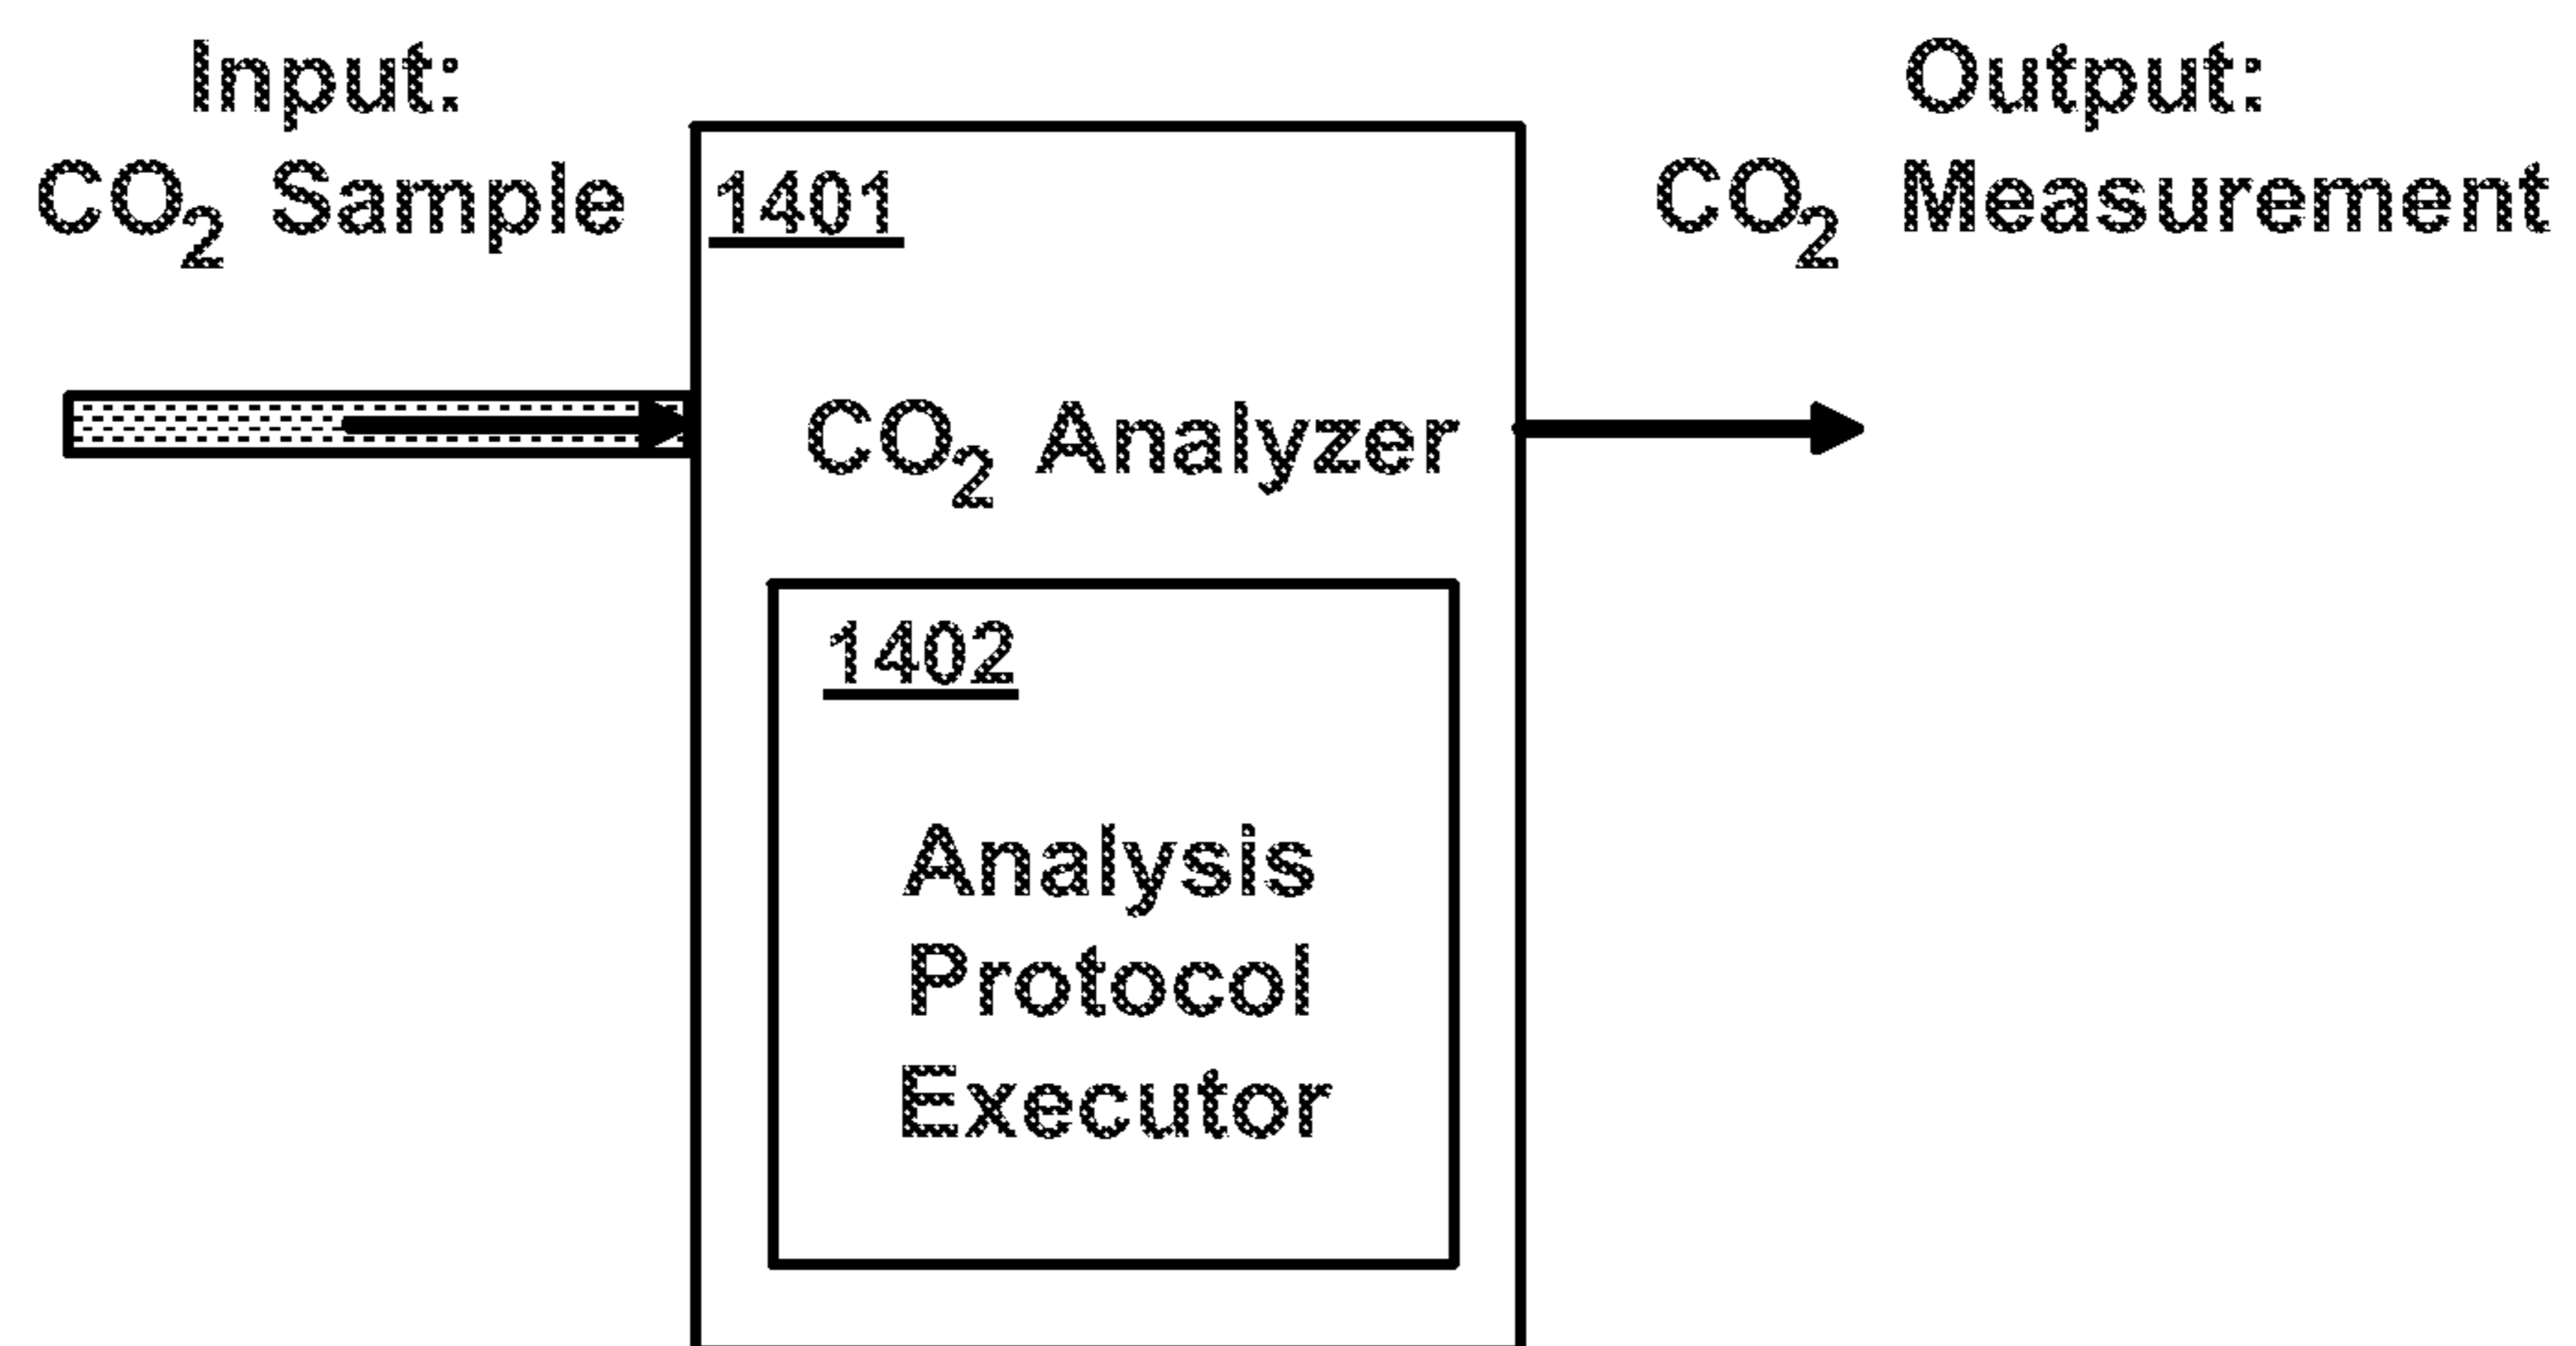 Input:
CO₂ Sample
1401
CO₂ Analyzer
1402
Analysis
Protocol
Executor
Output:
CO₂ Measurement